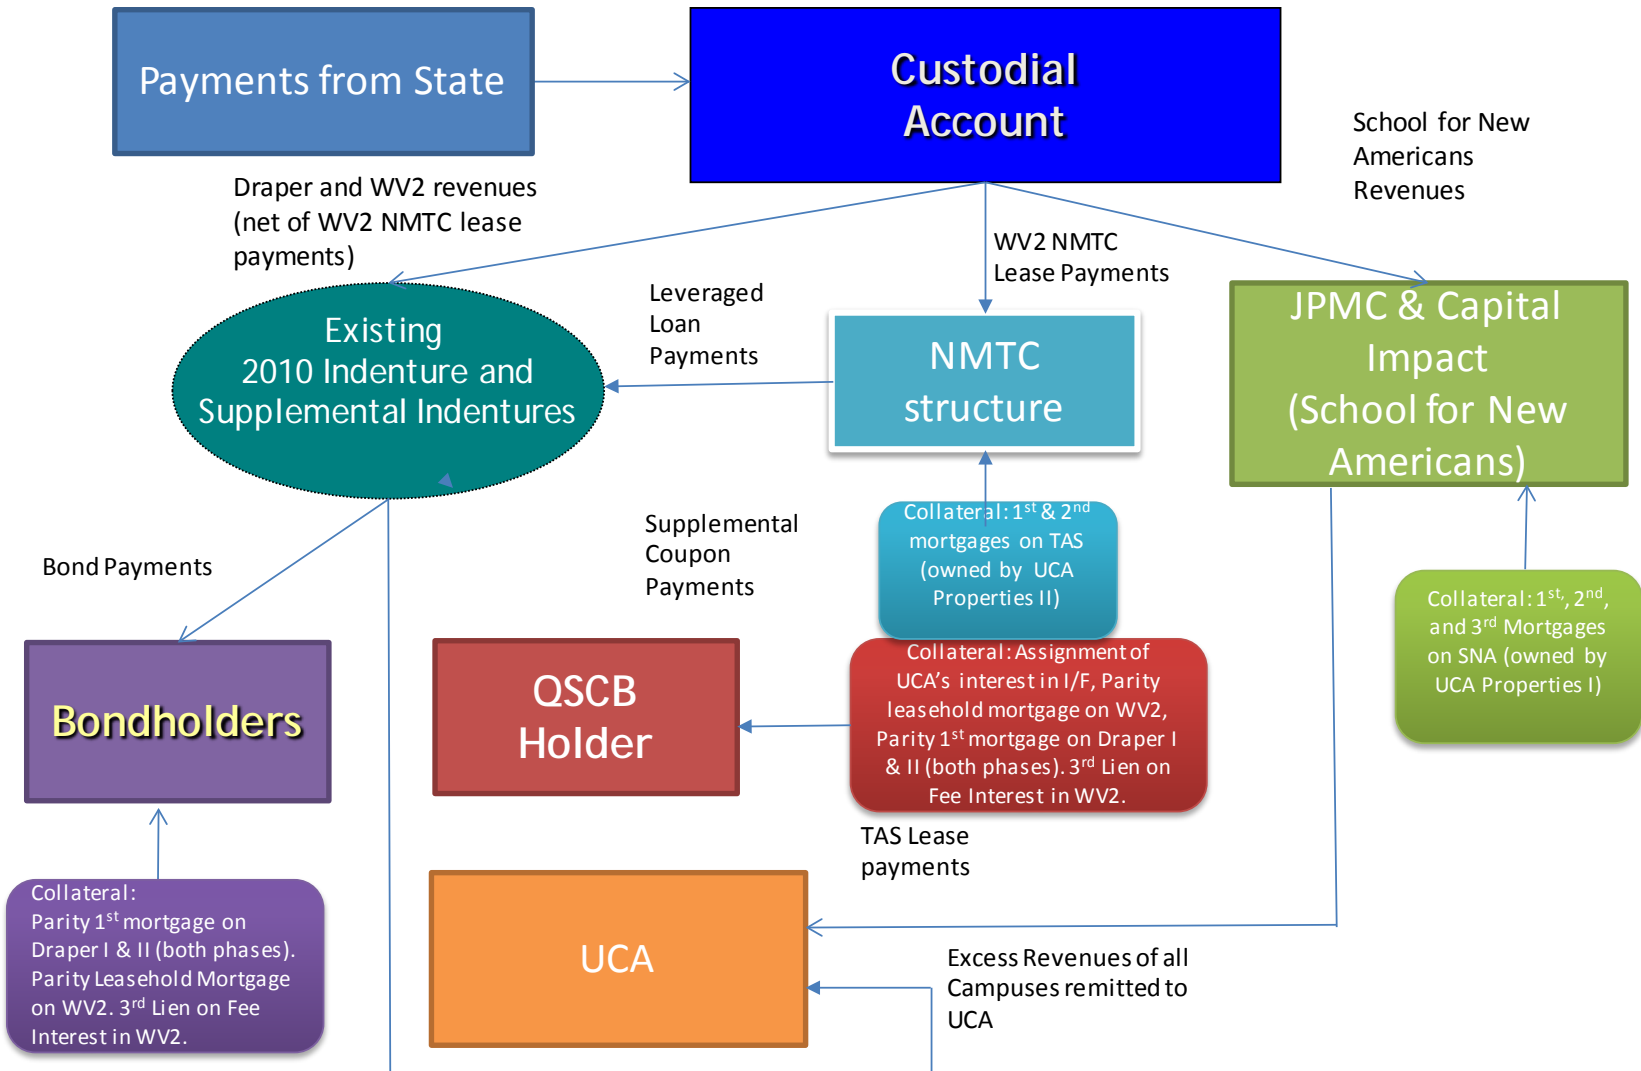 Payments from State
Custodial
Account
School for New
Americans
Revenues
Draper and WV2 revenues
(net of WV2 NMTC lease
payments)
WV2 NMTC
Lease Payments
Leveraged
Loan
Payments
Existing
2010 Indenture and
Supplemental Indentures
NMTC
structure
JPMC & Capital
Impact
(School for New
Americans)
Supplemental
Coupon
Payments
Collateral: 1st & 2nd
mortgages on TAS
(owned by UCA
Properties II)
Bond Payments
Collateral: 1st, 2nd,
and 3rd Mortgages
on SNA (owned by
UCA Properties I)
Bondholders
QSCB
Holder
Collateral: Assignment of
UCA's interest in I/F, Parity
leasehold mortgage on WV2,
Parity 1st mortgage on Draper I
& II (both phases). 3rd Lien on
Fee Interest in WV2.
TAS Lease
payments
Collateral:
Parity 1st mortgage on
Draper I & II (both phases).
Parity Leasehold Mortgage
on WV2. 3rd Lien on Fee
Interest in WV2.
UCA
Excess Revenues of all
Campuses remitted to
UCA